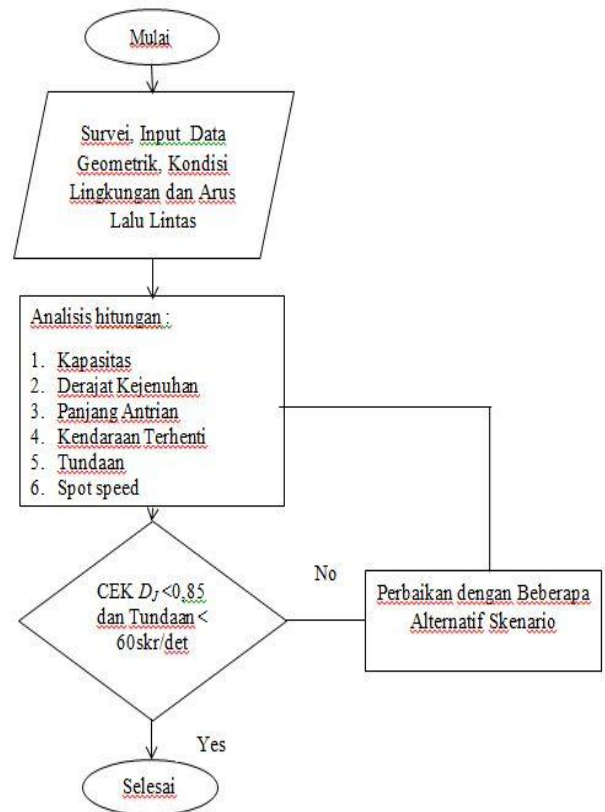 Mulai
Survei, Input Data
Geometrik, Kondisi
Lingkungan dan Arus
Lalu Lintas
Analisis hitungan :
1. Kapasitas
2. Derajat Kejenuhan
3. Panjang Antrian
4. Kendaraan Terhenti
5. Tundaan
6. Spot speed
CEK DJ <0,85
dan Tundaan <
60skr/det
No
Perbaikan dengan Beberapa
Alternatif Skenario
Yes
Selesai